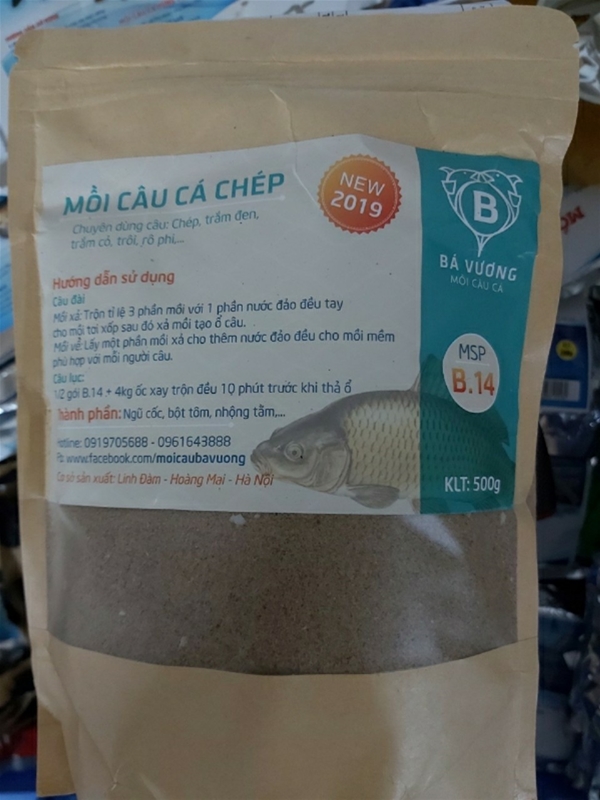 MỒI CÂU CÁ CHÉP
Chuyên dùng câu: Chép, trắm đen,
trắm cỏ, trôi, rô phi,...
NEW
2019
B
BÁ VƯƠNG
MỒI CÂU CÁ
Hướng dẫn sử dụng
Câu đài
Mồi xả: Trộn tỉ lệ 3 phần mồi với 1 phần nước đảo đều tay
cho mồi tơi xốp sau đó xả mồi tạo ổ câu.
Mồi vê: Lấy một phần mồi xả cho thêm nước đảo đều cho mồi mềm
phù hợp với mỗi người câu.
Câu lục:
1/2 gói B.14 + 4kg ốc xay trộn đều 10 phút trước khi thả ổ
Thành phần: Ngũ cốc, bột tôm, nhộng tằm,...
Hotline: 0919705688 - 0961643888
Fb: www.facebook.com/moicaubavuong
Cơ sở sản xuất: Linh Đàm - Hoàng Mai - Hà Nội
MSP
B.14
KLT: 500g